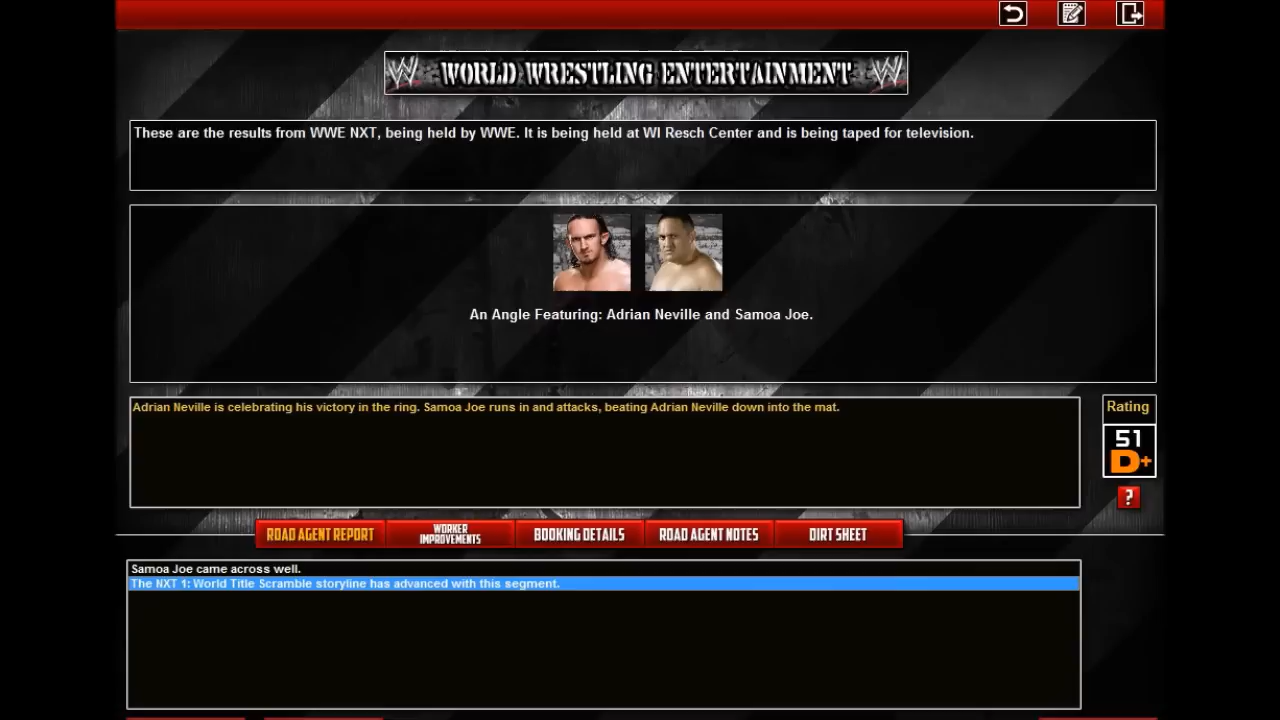 WORLD WRESTLING ENTERTAINMENT
These are the results from WWE NXT, being held by WWE. It is being held at WI Resch Center and is being taped for television.
An Angle Featuring: Adrian Neville and Samoa Joe.
Adrian Neville is celebrating his victory in the ring. Samoa Joe runs in and attacks, beating Adrian Neville down into the mat.
Rating
51
D+
?
ROAD AGENT REPORT
WORKER IMPROVEMENTS
BOOKING DETAILS
ROAD AGENT NOTES
DIRT SHEET
Samoa Joe came across well.
The NXT 1: World Title Scramble storyline has advanced with this segment.